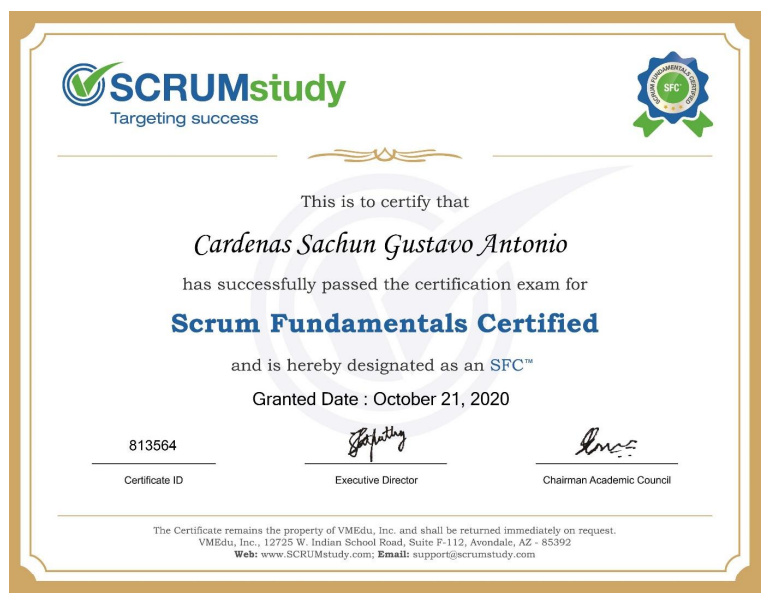 SCRUMstudy
Targeting success
SCRUM FUNDAMENTALS CERTIFIED
SFC™
This is to certify that
Cardenas Sachun Gustavo Antonio
has successfully passed the certification exam for
Scrum Fundamentals Certified
and is hereby designated as an SFC™
Granted Date : October 21, 2020
813564
Certificate ID
Executive Director
Chairman Academic Council
The Certificate remains the property of VMEdu, Inc. and shall be returned immediately on request.
VMEdu, Inc., 12725 W. Indian School Road, Suite F-112, Avondale, AZ - 85392
Web: www.SCRUMstudy.com; Email: support@scrumstudy.com